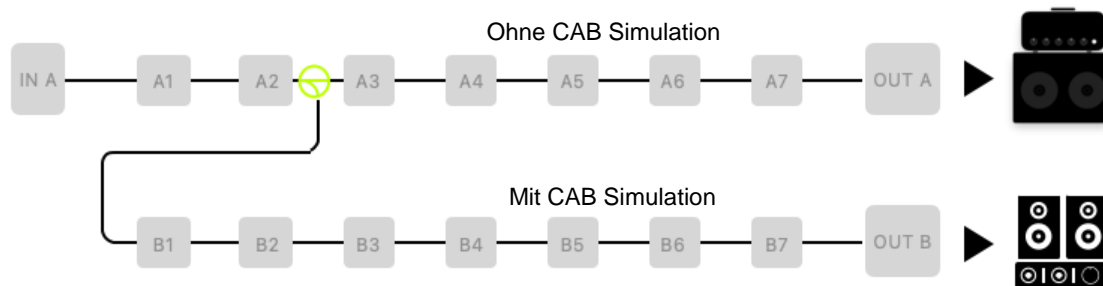 Ohne CAB Simulation
IN A A1 A2 A3 A4 A5 A6 A7 OUT A
Mit CAB Simulation
B1 B2 B3 B4 B5 B6 B7 OUT B